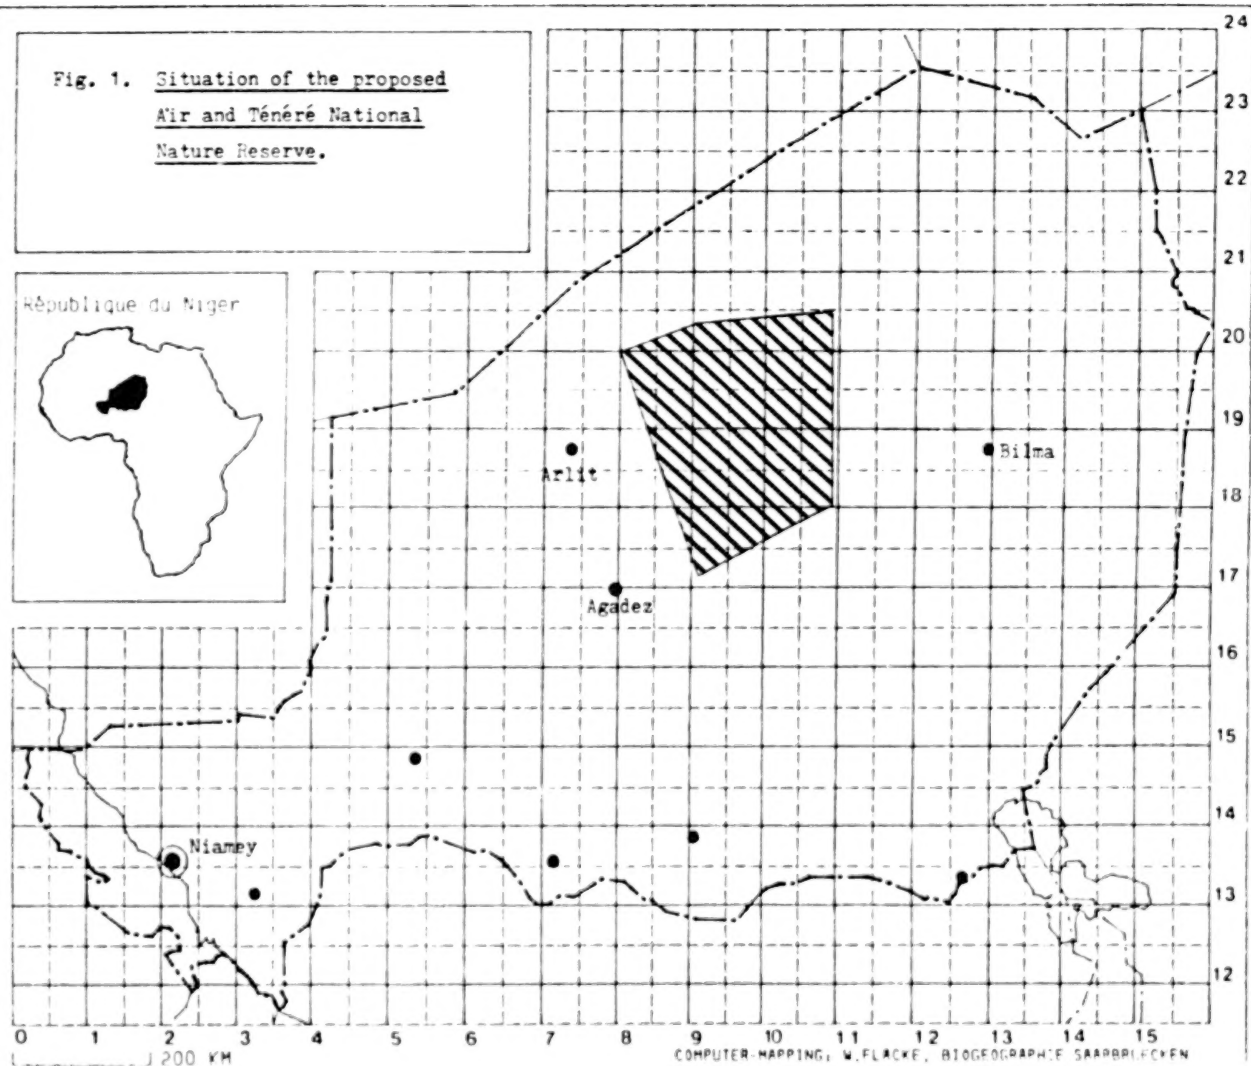 Fig. 1. Situation of the proposed
Aïr and Ténéré National
Nature Reserve.
République du Niger
24
23
22
21
20
19
18
17
16
15
14
13
12
Arlit
Bilma
Agadez
Niamey
0 1 2 3 4 5 6 7 8 9 10 11 12 13 14 15
200 KM
COMPUTER-MAPPING: W.FLACKE, BIOGEOGRAPHIE SAARBRUECKEN